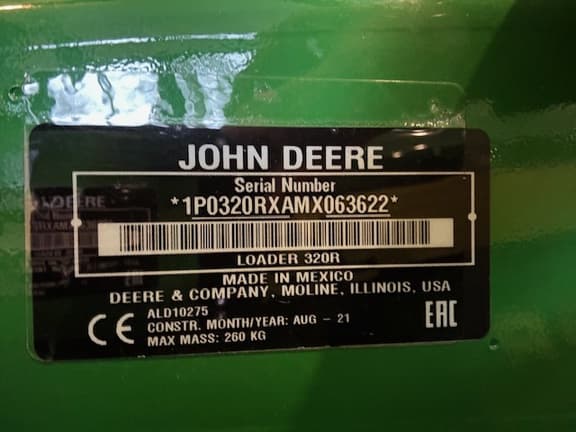 JOHN DEERE
Serial Number
*1P0320RXAMX063622*
LOADER 320R
MADE IN MEXICO
DEERE & COMPANY, MOLINE, ILLINOIS, USA
ALD10275
CE CONSTR. MONTH/YEAR: AUG - 21 EAC
MAX MASS: 260 KG